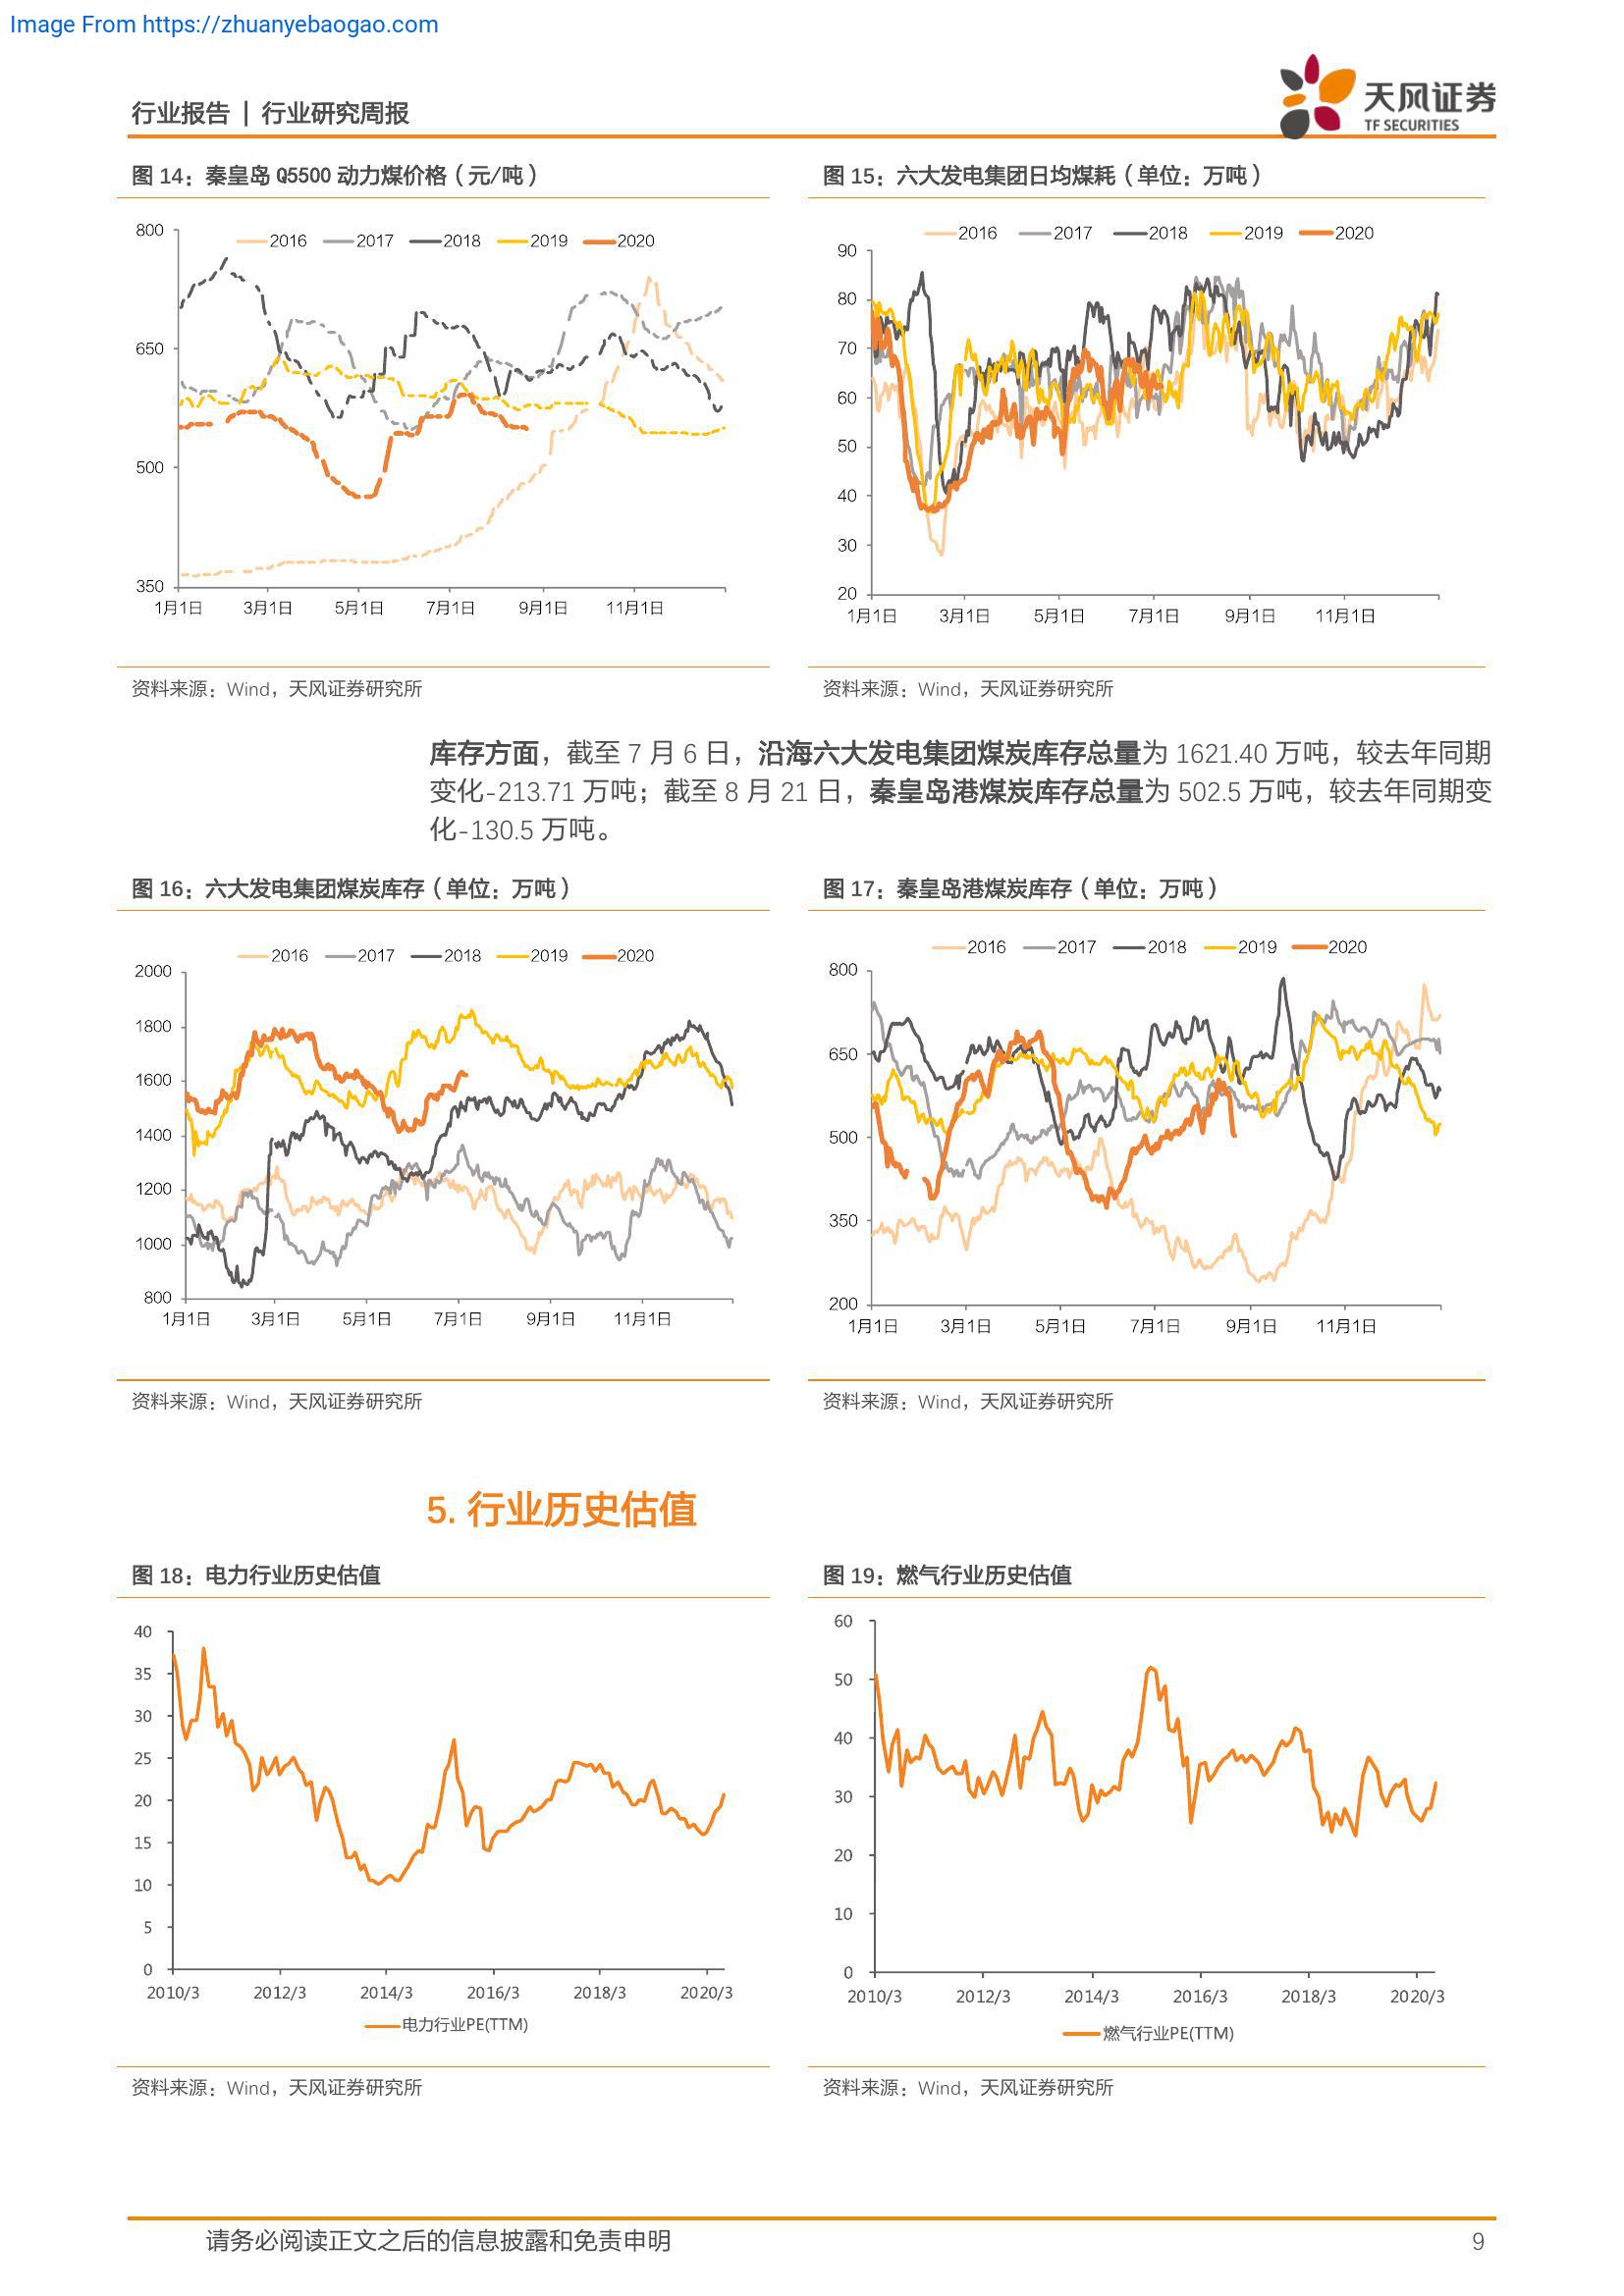 Image From https://zhuanyebaogao.com
行业报告 | 行业研究周报
天风证券
TF SECURITIES
图 14：秦皇岛 Q5500 动力煤价格（元/吨）
800
650
500
350
2016 2017 2018 2019 2020
1月1日 3月1日 5月1日 7月1日 9月1日 11月1日
资料来源：Wind，天风证券研究所
图 15：六大发电集团日均煤耗（单位：万吨）
2016 2017 2018 2019 2020
90
80
70
60
50
40
30
20
1月1日 3月1日 5月1日 7月1日 9月1日 11月1日
资料来源：Wind，天风证券研究所
库存方面，截至 7 月 6 日，沿海六大发电集团煤炭库存总量为 1621.40 万吨，较去年同期
变化-213.71 万吨；截至 8 月 21 日，秦皇岛港煤炭库存总量为 502.5 万吨，较去年同期变
化-130.5 万吨。
图 16：六大发电集团煤炭库存（单位：万吨）
2016 2017 2018 2019 2020
2000
1800
1600
1400
1200
1000
800
1月1日 3月1日 5月1日 7月1日 9月1日 11月1日
资料来源：Wind，天风证券研究所
图 17：秦皇岛港煤炭库存（单位：万吨）
2016 2017 2018 2019 2020
800
650
500
350
200
1月1日 3月1日 5月1日 7月1日 9月1日 11月1日
资料来源：Wind，天风证券研究所
5. 行业历史估值
图 18：电力行业历史估值
40
35
30
25
20
15
10
5
0
2010/3 2012/3 2014/3 2016/3 2018/3 2020/3
电力行业PE(TTM)
资料来源：Wind，天风证券研究所
图 19：燃气行业历史估值
60
50
40
30
20
10
0
2010/3 2012/3 2014/3 2016/3 2018/3 2020/3
燃气行业PE(TTM)
资料来源：Wind，天风证券研究所
请务必阅读正文之后的信息披露和免责申明 9